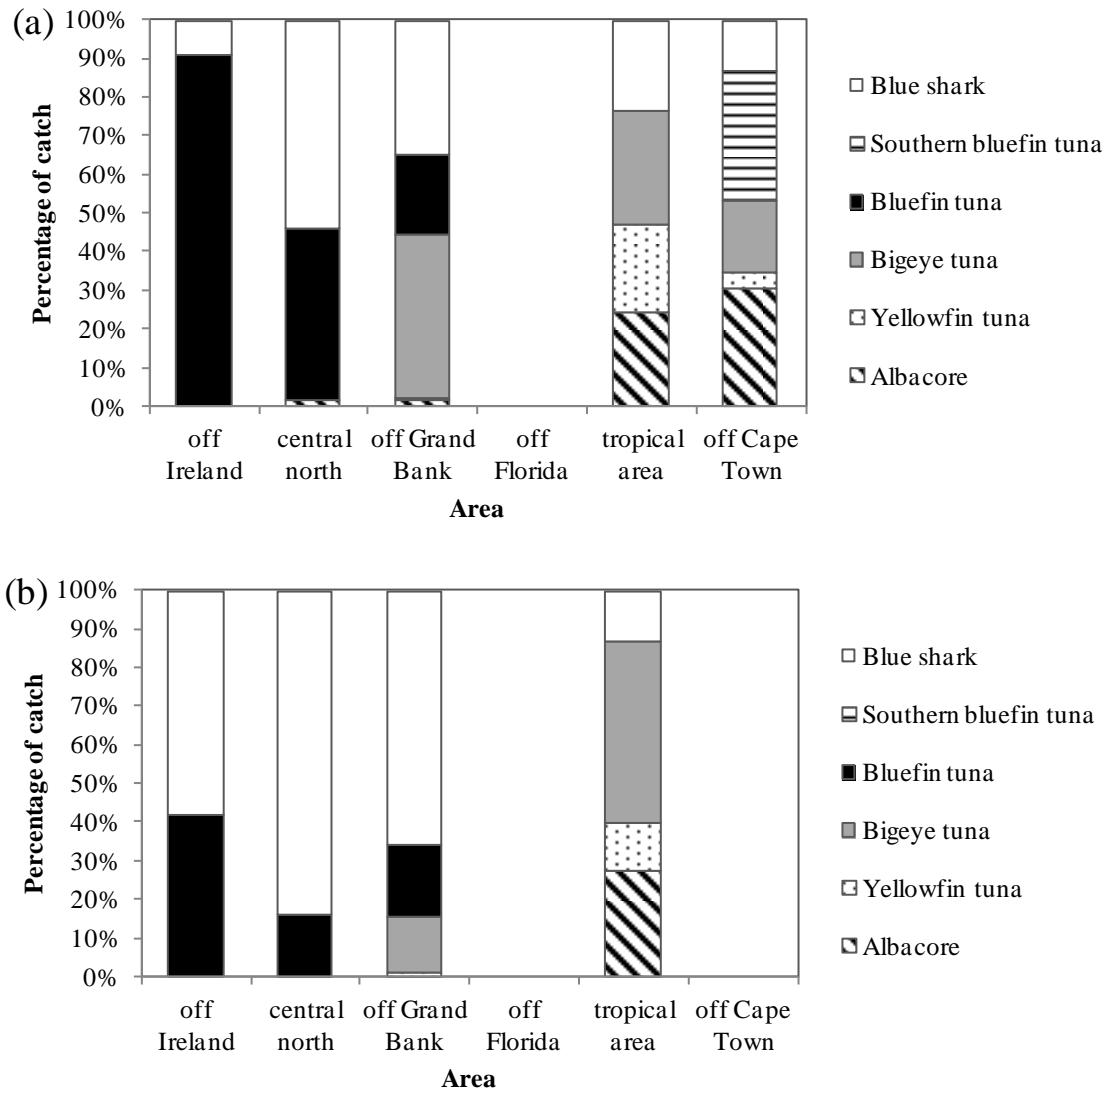 (a)
100%
90%
80%
70%
60%
50%
40%
30%
20%
10%
0%
Percentage of catch
off Ireland
central north
off Grand Bank
off Florida
tropical area
off Cape Town
Area
Blue shark
Southern bluefin tuna
Bluefin tuna
Bigeye tuna
Yellowfin tuna
Albacore
(b)
100%
90%
80%
70%
60%
50%
40%
30%
20%
10%
0%
Percentage of catch
off Ireland
central north
off Grand Bank
off Florida
tropical area
off Cape Town
Area
Blue shark
Southern bluefin tuna
Bluefin tuna
Bigeye tuna
Yellowfin tuna
Albacore